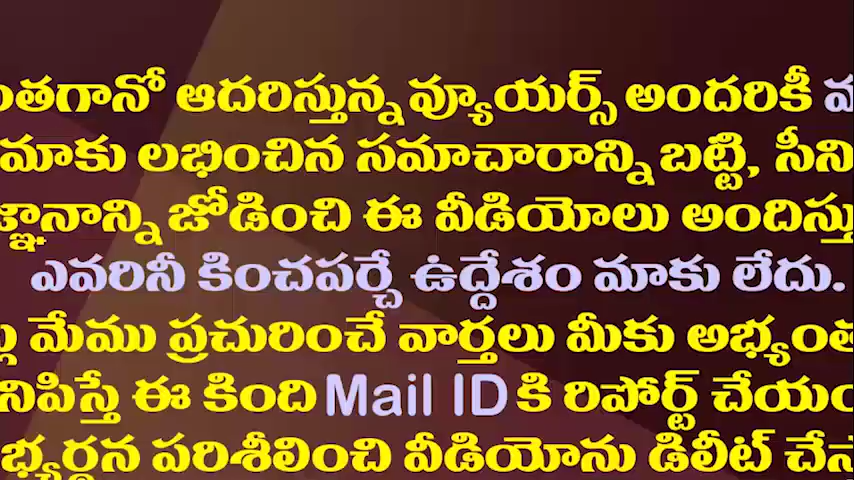 ంతగానో ఆదరిస్తున్న వ్యూయర్స్ అందరికీ
మాకు లభించిన సమాచారాన్ని బట్టి, సీని
జ్ఞానాన్ని జోడించి ఈ వీడియోలు అందిస్తు
ఎవరినీ కించపర్చే ఉద్దేశం మాకు లేదు.
మేము ప్రచురించే వార్తలు మీకు అభ్యంత
నిపిస్తే ఈ కింది Mail ID కి రిపోర్ట్ చేయం
భ్యర్థన పరిశీలించి వీడియోను డిలీట్ చేస